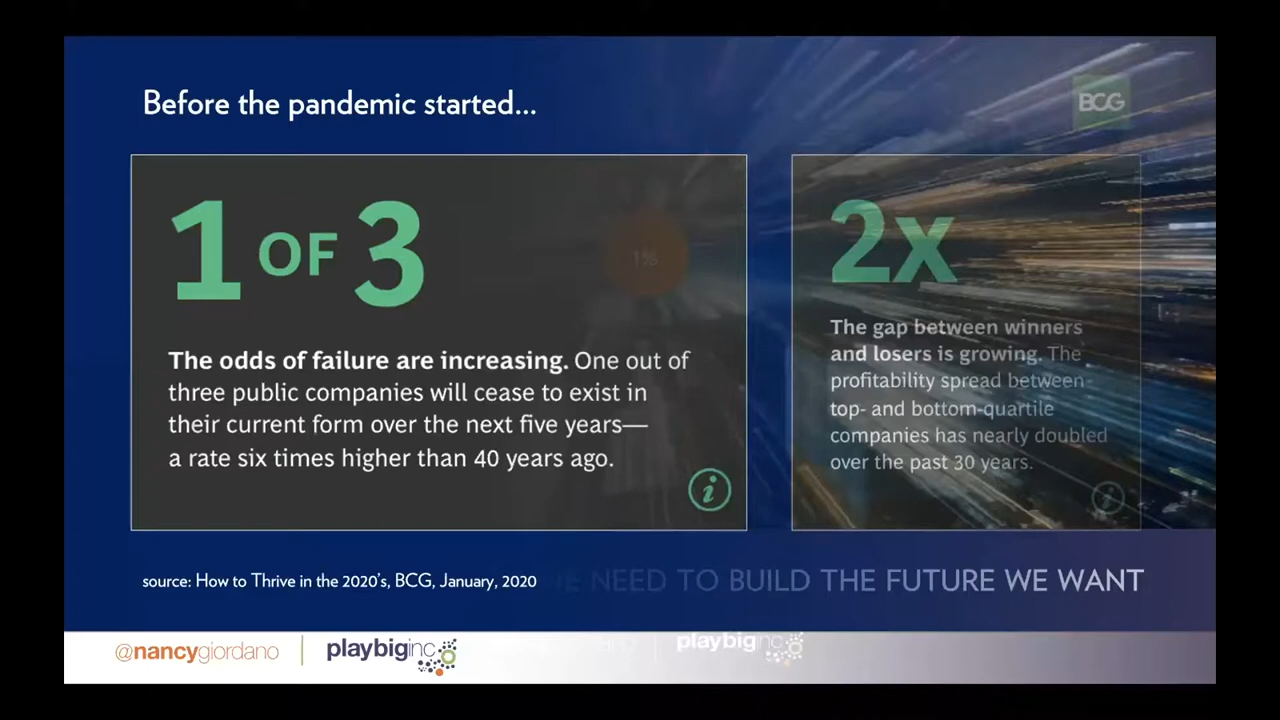 Before the pandemic started...
BCG
1 OF 3
1%
The odds of failure are increasing. One out of
three public companies will cease to exist in
their current form over the next five years—
a rate six times higher than 40 years ago.
i
2x
The gap between winners
and losers is growing. The
profitability spread between
top- and bottom-quartile
companies has nearly doubled
over the past 30 years.
i
source: How to Thrive in the 2020's, BCG, January, 2020
NEED TO BUILD THE FUTURE WE WANT
@nancygiordano
playbiginc
playbiginc